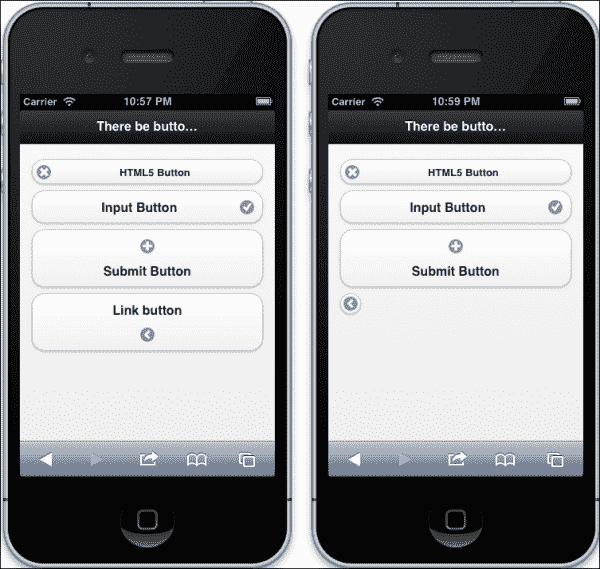 Carrier 10:57 PM
There be butto...
HTML5 Button
Input Button
Submit Button
Link button
Carrier 10:59 PM
There be butto...
HTML5 Button
Input Button
Submit Button